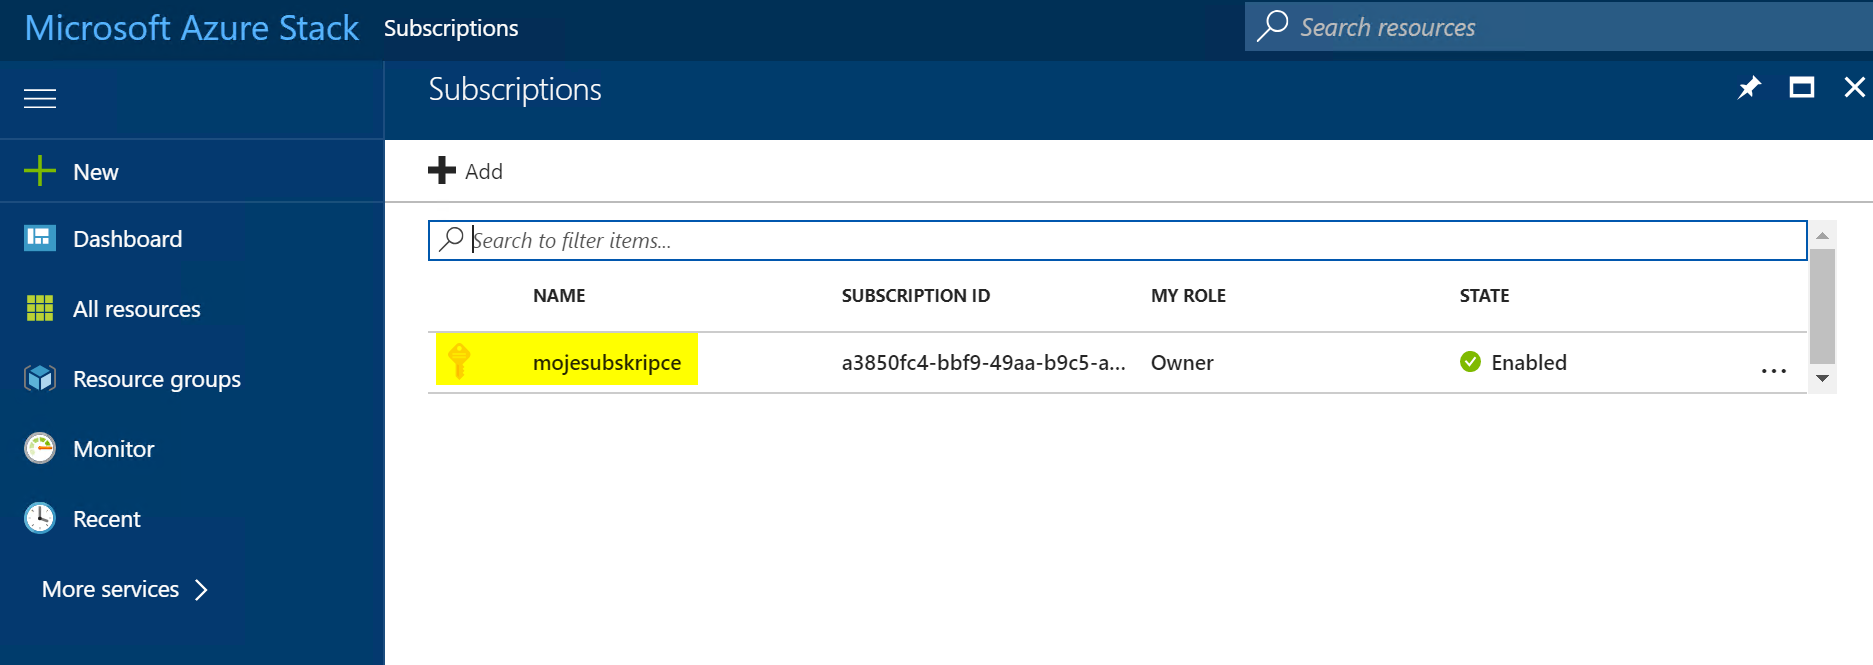 Microsoft Azure Stack Subscriptions Search resources
Subscriptions
New
Add
Dashboard
Search to filter items...
NAME SUBSCRIPTION ID MY ROLE STATE
All resources
mojesubskripce a3850fc4-bbf9-49aa-b9c5-a... Owner Enabled ...
Resource groups
Monitor
Recent
More services